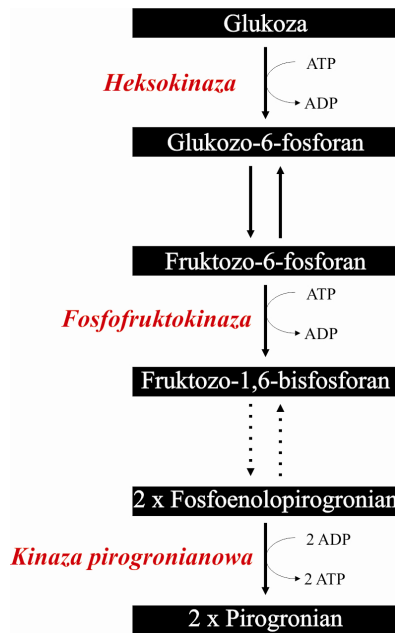 Glukoza
ATP
Heksokinaza
ADP
Glukozo-6-fosforan
Fruktozo-6-fosforan
ATP
Fosfofruktokinaza
ADP
Fruktozo-1,6-bisfosforan
2 x Fosfoenolopirogronian
2 ADP
Kinaza pirogronianowa
2 ATP
2 x Pirogronian